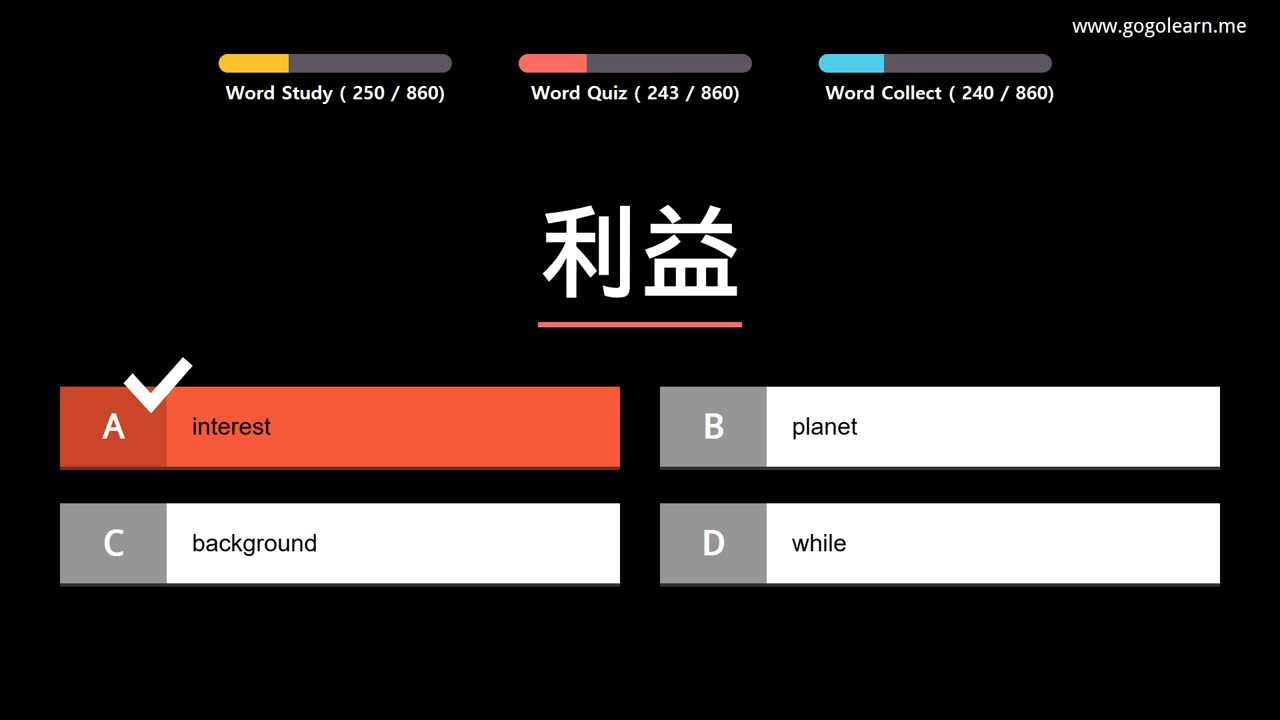 www.gogolearn.me
Word Study ( 250 / 860)
Word Quiz ( 243 / 860)
Word Collect ( 240 / 860)
利益
A interest
B planet
C background
D while